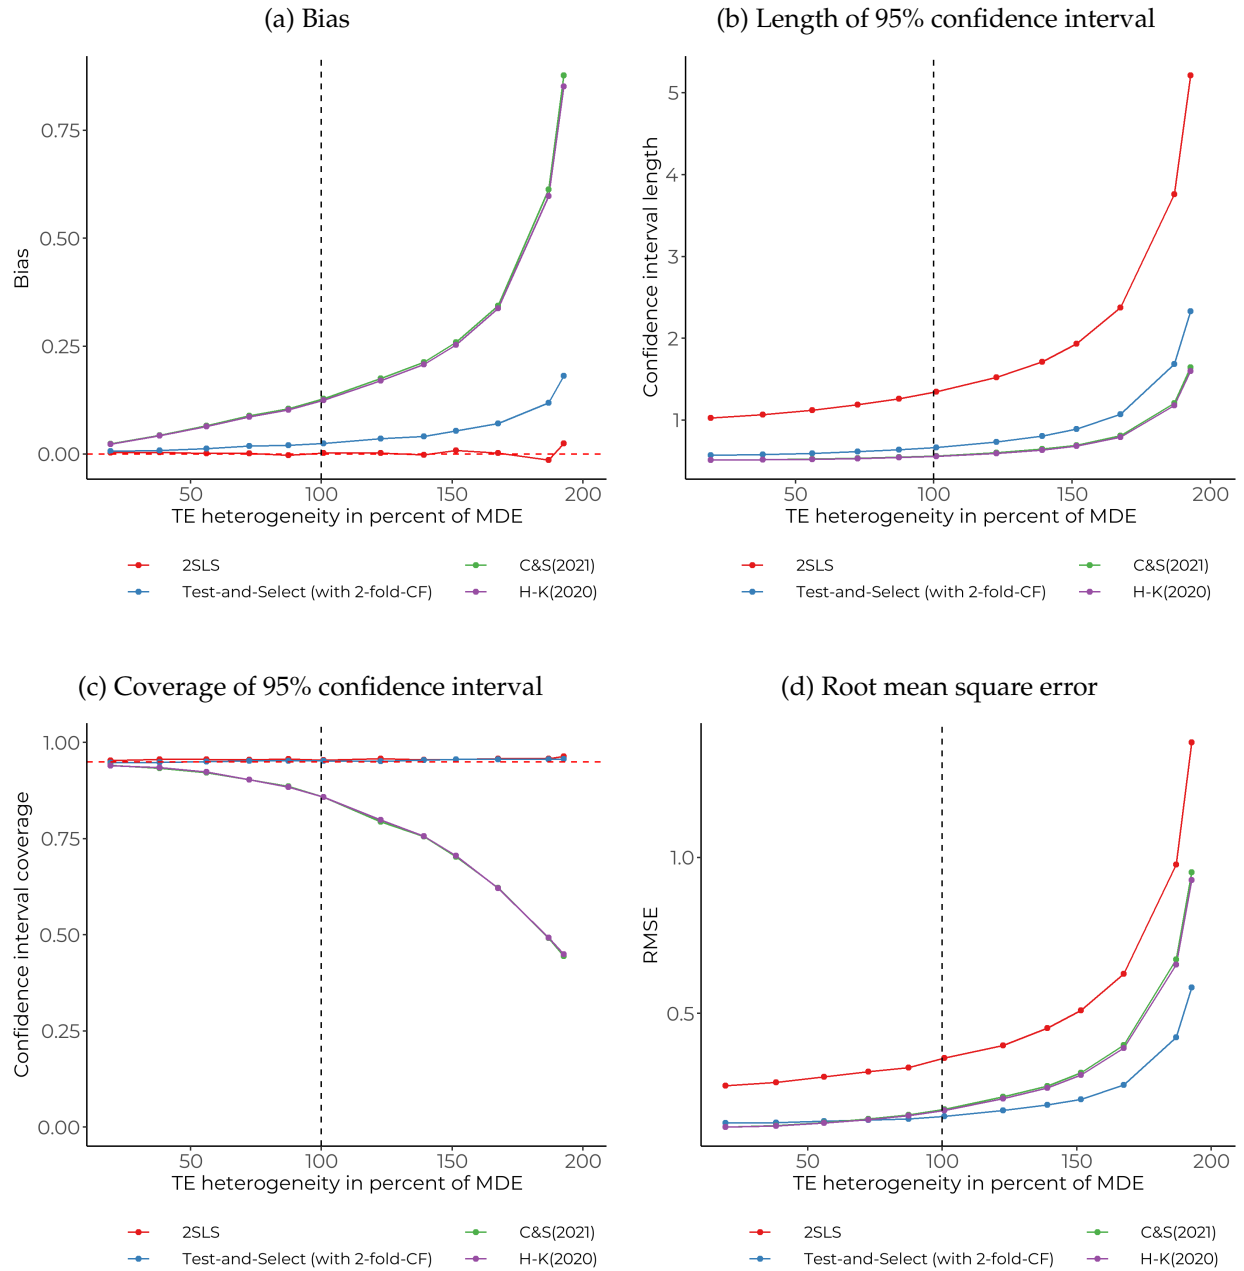 (a) Bias
(b) Length of 95% confidence interval
Bias
0.75
0.50
0.25
0.00
50
100
150
200
TE heterogeneity in percent of MDE
2SLS
C&S(2021)
Test-and-Select (with 2-fold-CF)
H-K(2020)
Confidence interval length
5
4
3
2
1
50
100
150
200
TE heterogeneity in percent of MDE
2SLS
C&S(2021)
Test-and-Select (with 2-fold-CF)
H-K(2020)
(c) Coverage of 95% confidence interval
(d) Root mean square error
Confidence interval coverage
1.00
0.75
0.50
0.25
0.00
50
100
150
200
TE heterogeneity in percent of MDE
2SLS
C&S(2021)
Test-and-Select (with 2-fold-CF)
H-K(2020)
RMSE
1.0
0.5
50
100
150
200
TE heterogeneity in percent of MDE
2SLS
C&S(2021)
Test-and-Select (with 2-fold-CF)
H-K(2020)